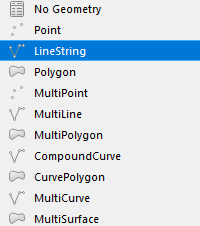 No Geometry
Point
LineString
Polygon
MultiPoint
MultiLine
MultiPolygon
CompoundCurve
CurvePolygon
MultiCurve
MultiSurface